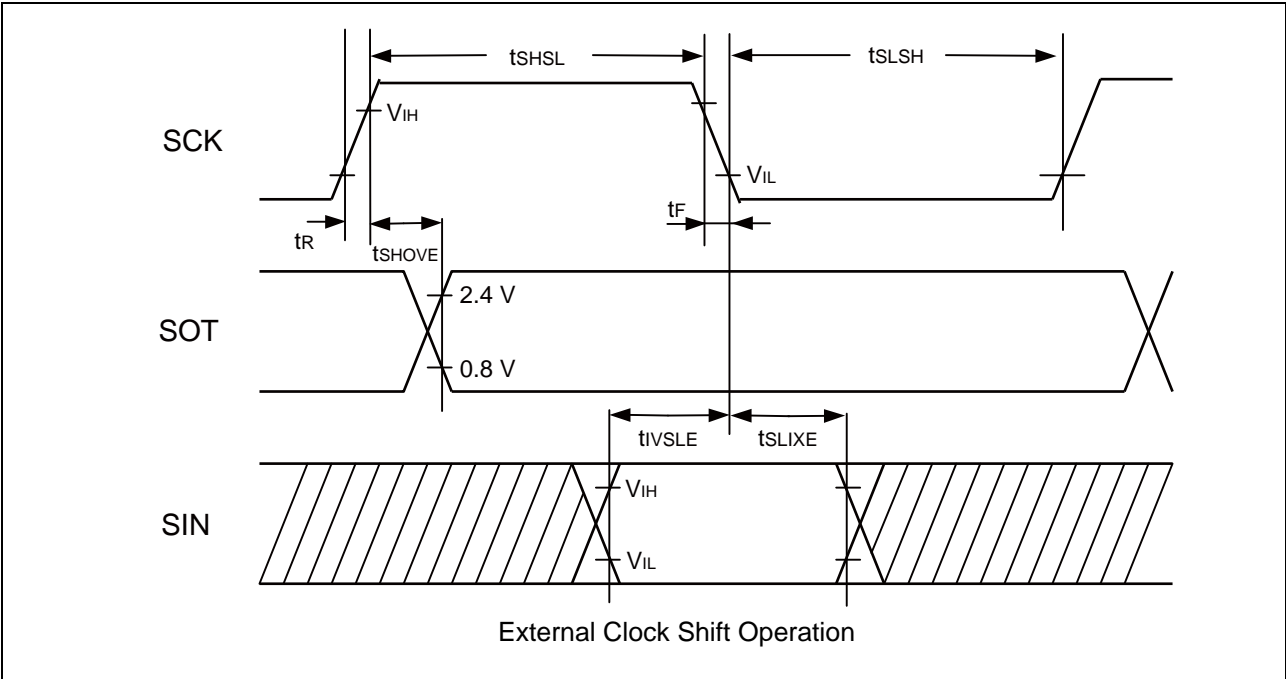 tSHSL
tSLSH
VIH
SCK
VIL
tF
tR
tSHOVE
2.4 V
SOT
0.8 V
tIVSLE
tSLIXE
VIH
SIN
VIL
External Clock Shift Operation